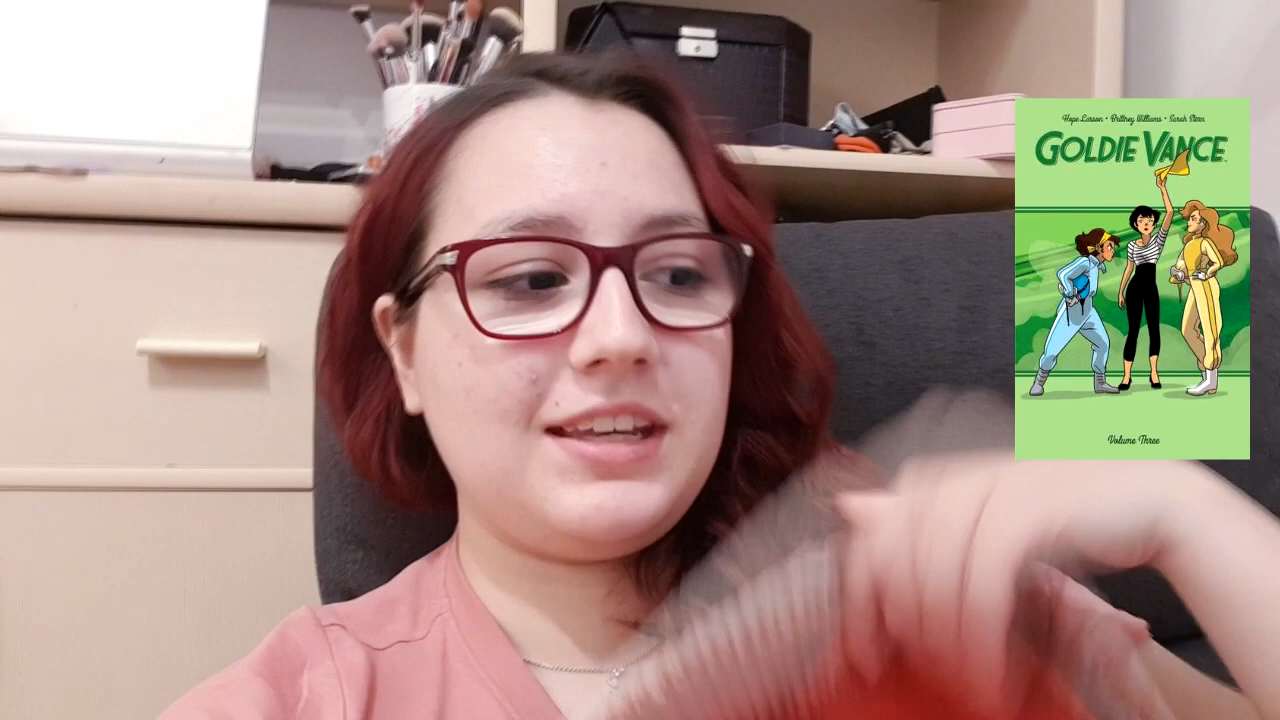 Hope Larson • Brittney Williams • Sarah Stern
GOLDIE VANCE
Volume Three